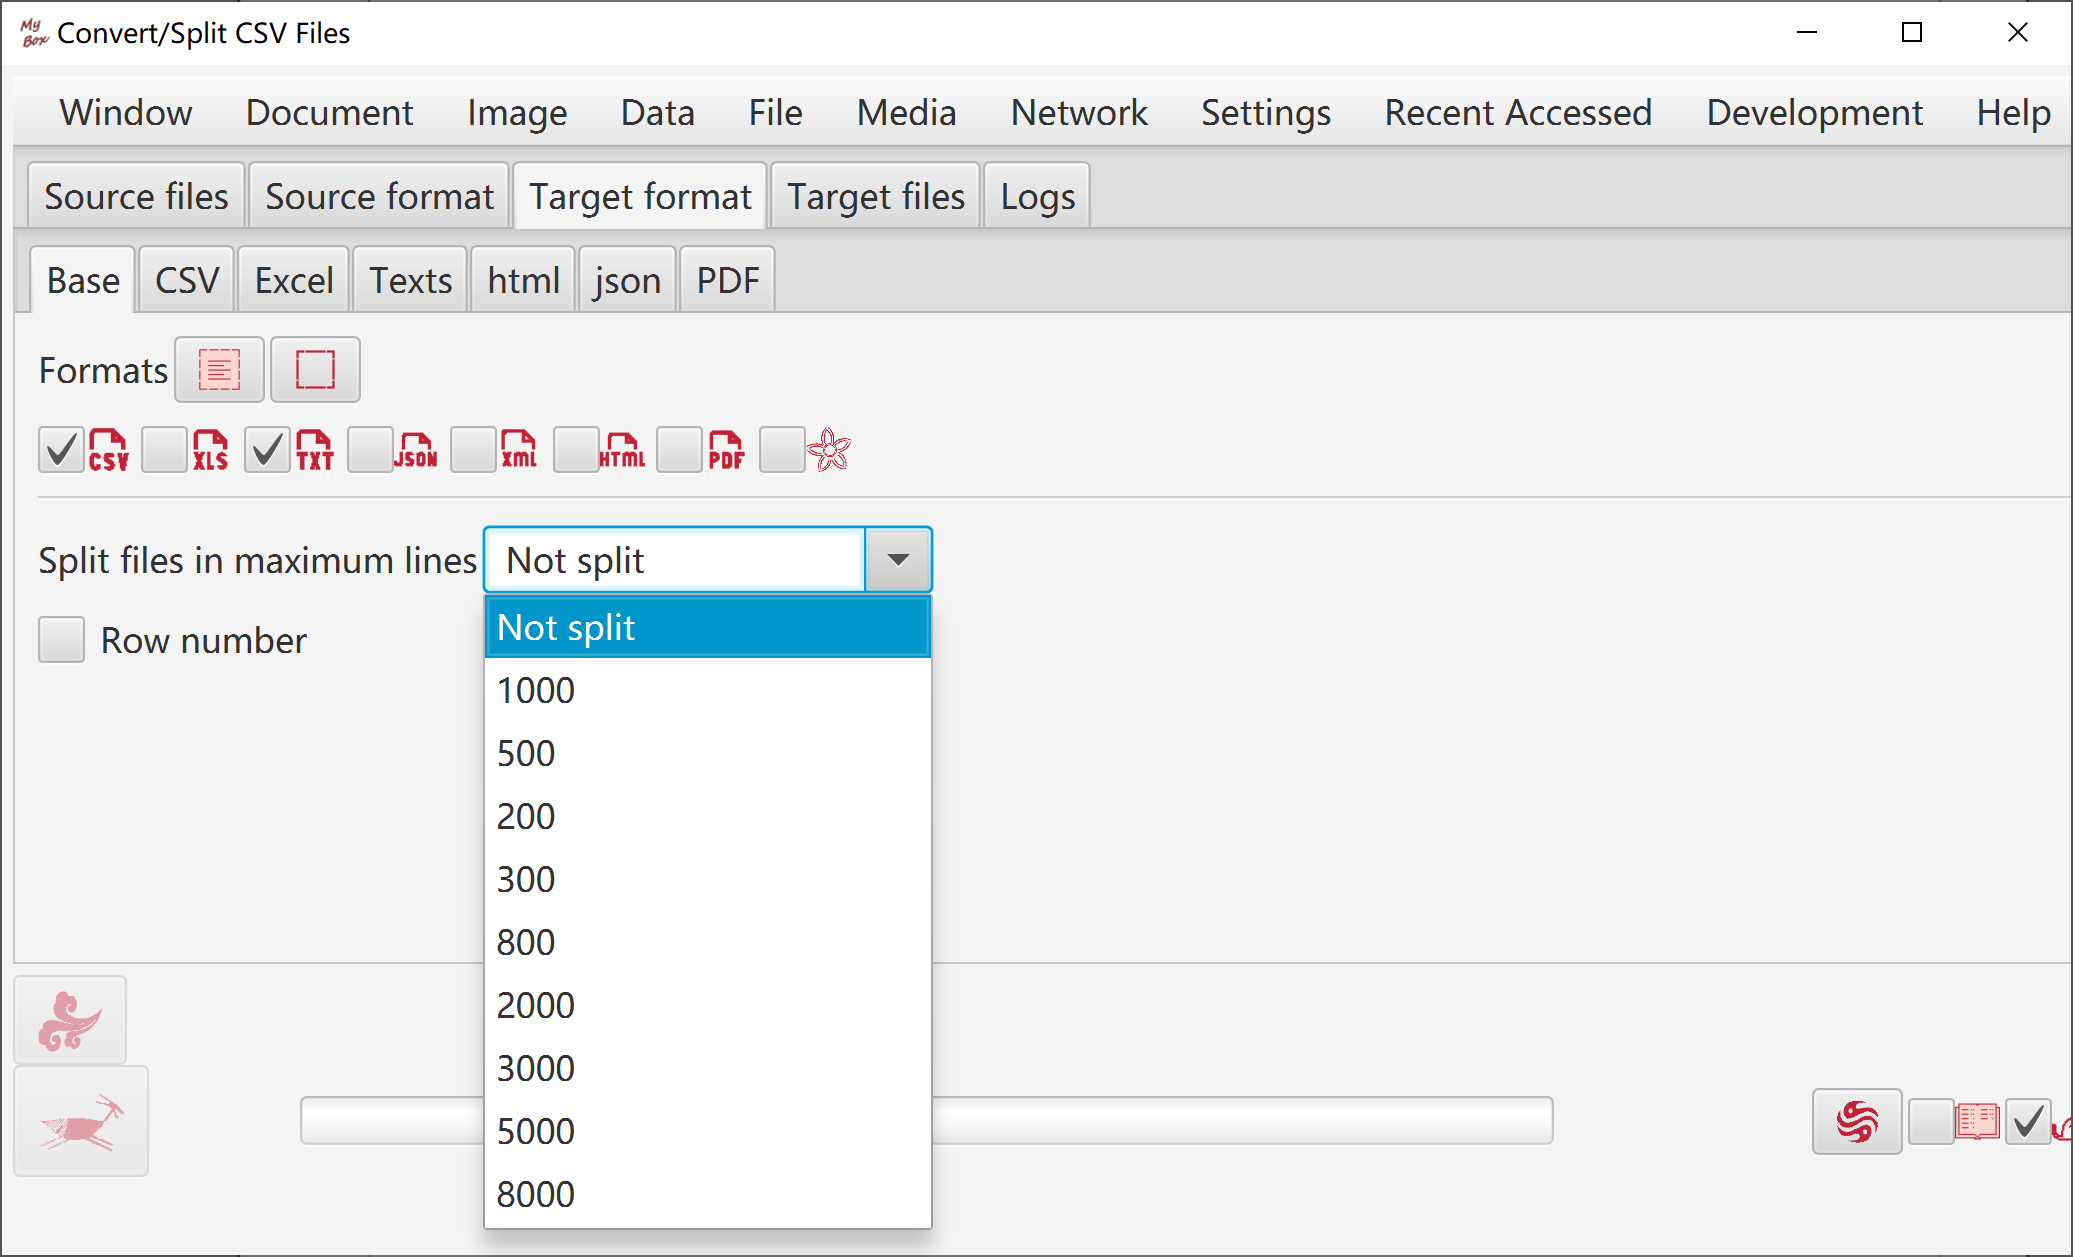 My Box Convert/Split CSV Files
Window Document Image Data File Media Network Settings Recent Accessed Development Help
Source files Source format Target format Target files Logs
Base CSV Excel Texts html json PDF
Formats
CSV XLS TXT JSON XML HTML PDF
Split files in maximum lines Not split
Not split
Row number
1000
500
200
300
800
2000
3000
5000
8000